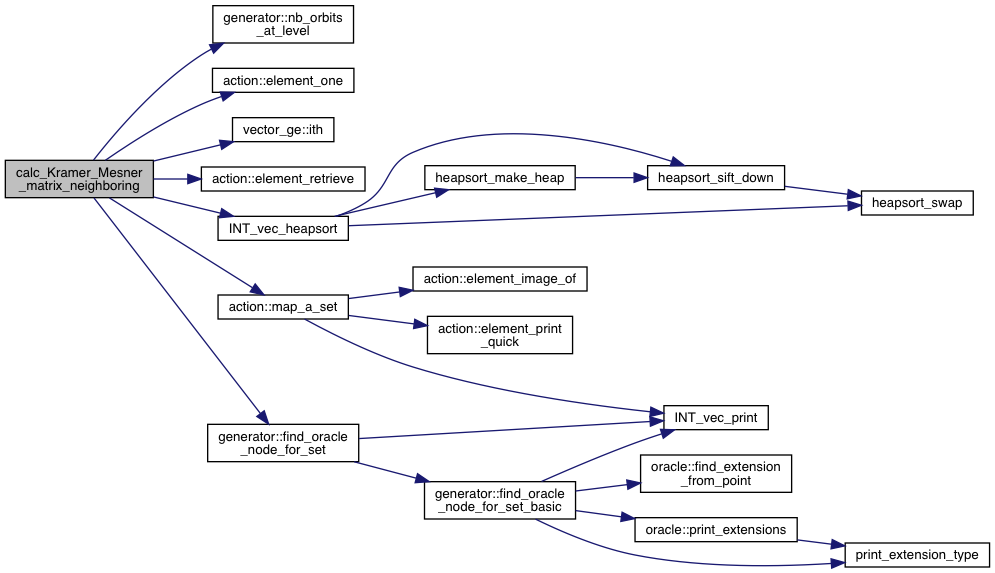 generator::nb_orbits
_at_level
action::element_one
vector_ge::ith
calc_Kramer_Mesner
_matrix_neighboring
action::element_retrieve
INT_vec_heapsort
heapsort_make_heap
heapsort_sift_down
heapsort_swap
action::map_a_set
action::element_image_of
action::element_print
_quick
INT_vec_print
generator::find_oracle
_node_for_set
generator::find_oracle
_node_for_set_basic
oracle::find_extension
_from_point
oracle::print_extensions
print_extension_type